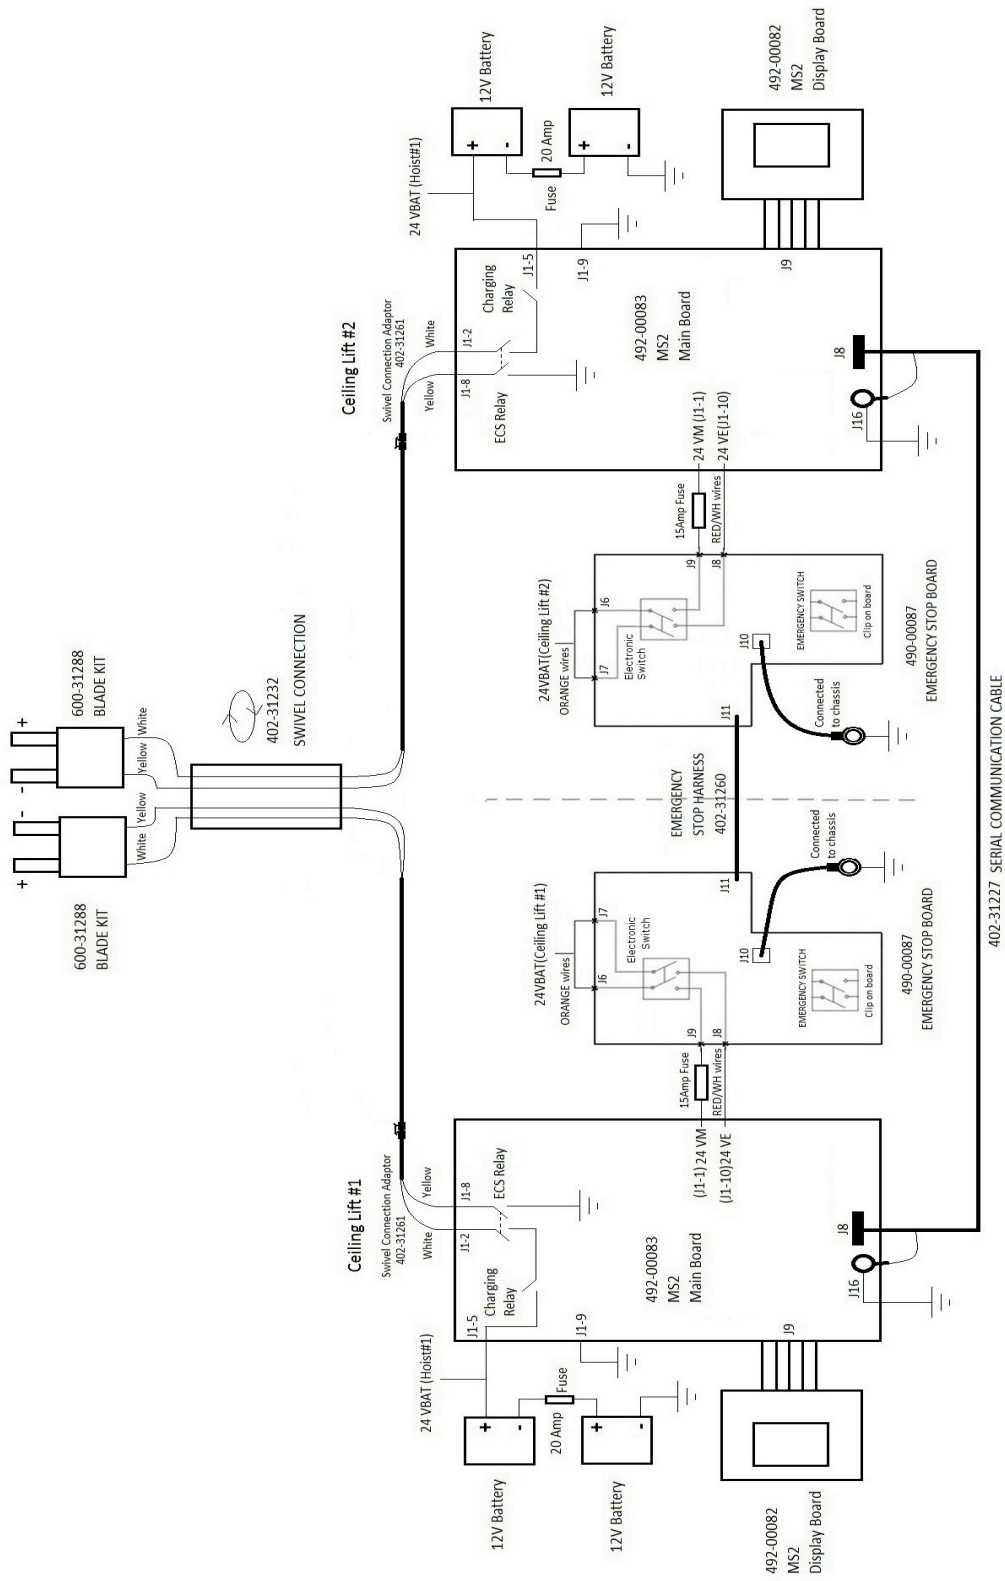 +
-
-
+
600-31288
BLADE KIT
600-31288
BLADE KIT
White
Yellow
Yellow
White
402-31232
SWIVEL CONNECTION
Ceiling Lift #1
Swivel Connection Adaptor
402-31261
White
Yellow
J1-2
J1-8
ECS Relay
Charging
Relay
J1-5
J1-9
24 VBAT (Hoist#1)
12V Battery
+
-
20 Amp
Fuse
12V Battery
+
-
492-00083
MS2
Main Board
(J1-1) 24 VM
(J1-10)24 VE
J9
J16
J8
492-00082
MS2
Display Board
15Amp Fuse
RED/WH wires
24VBAT(Ceiling Lift #1)
ORANGE wires
J6
J7
Electronic
Switch
J9
J8
J11
J10
EMERGENCY SWITCH
Clip on board
490-00087
EMERGENCY STOP BOARD
Connected
to chassis
EMERGENCY
STOP HARNESS
402-31260
Ceiling Lift #2
Swivel Connection Adaptor
402-31261
Yellow
White
J1-8
J1-2
ECS Relay
Charging
Relay
J1-5
J1-9
24 VBAT (Hoist#1)
12V Battery
+
-
20 Amp
Fuse
12V Battery
+
-
492-00083
MS2
Main Board
24 VM (J1-1)
24 VE(J1-10)
J9
J16
J8
492-00082
MS2
Display Board
15Amp Fuse
RED/WH wires
24VBAT(Ceiling Lift #2)
ORANGE wires
J7
J6
Electronic
Switch
J9
J8
J11
J10
EMERGENCY SWITCH
Clip on board
490-00087
EMERGENCY STOP BOARD
Connected
to chassis
402-31227 SERIAL COMMUNICATION CABLE